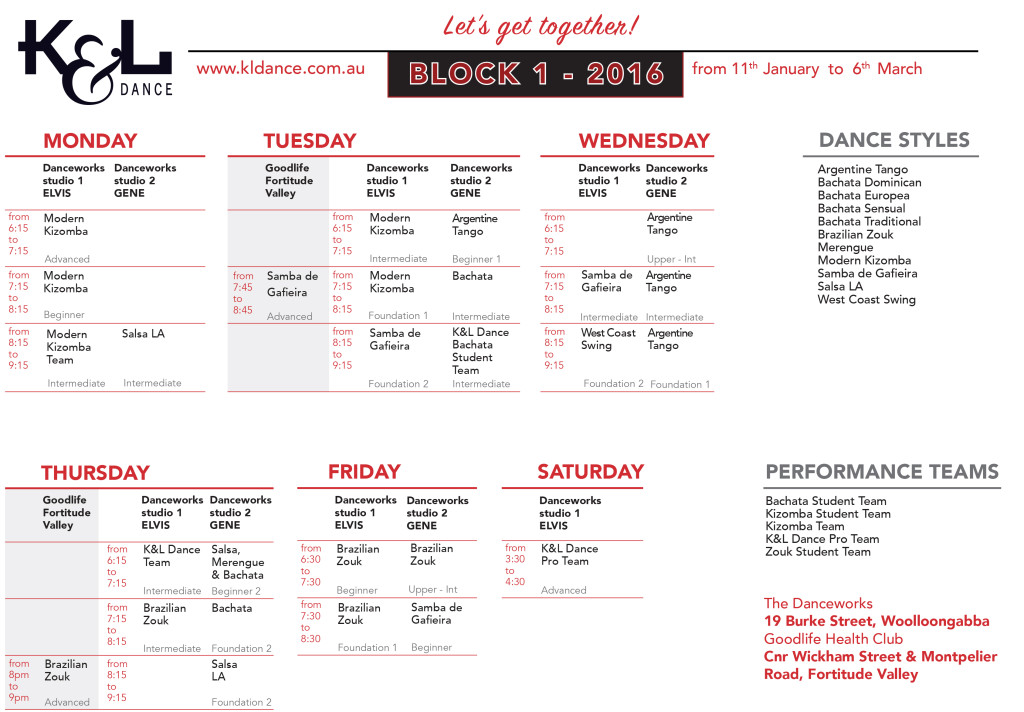 K&L
DANCE
Let's get together!
www.kldance.com.au
BLOCK 1 - 2016
from 11th January to 6th March
MONDAY
Danceworks
studio 1
ELVIS
Danceworks
studio 2
GENE
from
6:15
to
7:15
Modern
Kizomba
Advanced
from
7:15
to
8:15
Modern
Kizomba
Beginner
from
8:15
to
9:15
Modern
Kizomba
Team
Intermediate
Salsa LA
Intermediate
TUESDAY
Goodlife
Fortitude
Valley
Danceworks
studio 1
ELVIS
Danceworks
studio 2
GENE
from
6:15
to
7:15
Modern
Kizomba
Intermediate
Argentine
Tango
Beginner 1
from
7:45
to
8:45
Samba de
Gafieira
Advanced
from
7:15
to
8:15
Modern
Kizomba
Foundation 1
Bachata
Intermediate
from
8:15
to
9:15
Samba de
Gafieira
Foundation 2
K&L Dance
Bachata
Student
Team
Intermediate
WEDNESDAY
Danceworks
studio 1
ELVIS
Danceworks
studio 2
GENE
from
6:15
to
7:15
Argentine
Tango
Upper - Int
from
7:15
to
8:15
Samba de
Gafieira
Intermediate
Argentine
Tango
Intermediate
from
8:15
to
9:15
West Coast
Swing
Foundation 2
Argentine
Tango
Foundation 1
DANCE STYLES
Argentine Tango
Bachata Dominican
Bachata Europea
Bachata Sensual
Bachata Traditional
Brazilian Zouk
Merengue
Modern Kizomba
Samba de Gafieira
Salsa LA
West Coast Swing
THURSDAY
Goodlife
Fortitude
Valley
Danceworks
studio 1
ELVIS
Danceworks
studio 2
GENE
from
6:15
to
7:15
K&L Dance
Team
Intermediate
Salsa,
Merengue
& Bachata
Beginner 2
from
7:15
to
8:15
Brazilian
Zouk
Intermediate
Bachata
Foundation 2
from
8pm
to
9pm
Brazilian
Zouk
Advanced
from
8:15
to
9:15
Salsa
LA
Foundation 2
FRIDAY
Danceworks
studio 1
ELVIS
Danceworks
studio 2
GENE
from
6:30
to
7:30
Brazilian
Zouk
Beginner
Brazilian
Zouk
Upper - Int
from
7:30
to
8:30
Brazilian
Zouk
Foundation 1
Samba de
Gafieira
Beginner
SATURDAY
Danceworks
studio 1
ELVIS
from
3:30
to
4:30
K&L Dance
Pro Team
Advanced
PERFORMANCE TEAMS
Bachata Student Team
Kizomba Student Team
Kizomba Team
K&L Dance Pro Team
Zouk Student Team
The Danceworks
19 Burke Street, Woolloongabba
Goodlife Health Club
Cnr Wickham Street & Montpelier
Road, Fortitude Valley